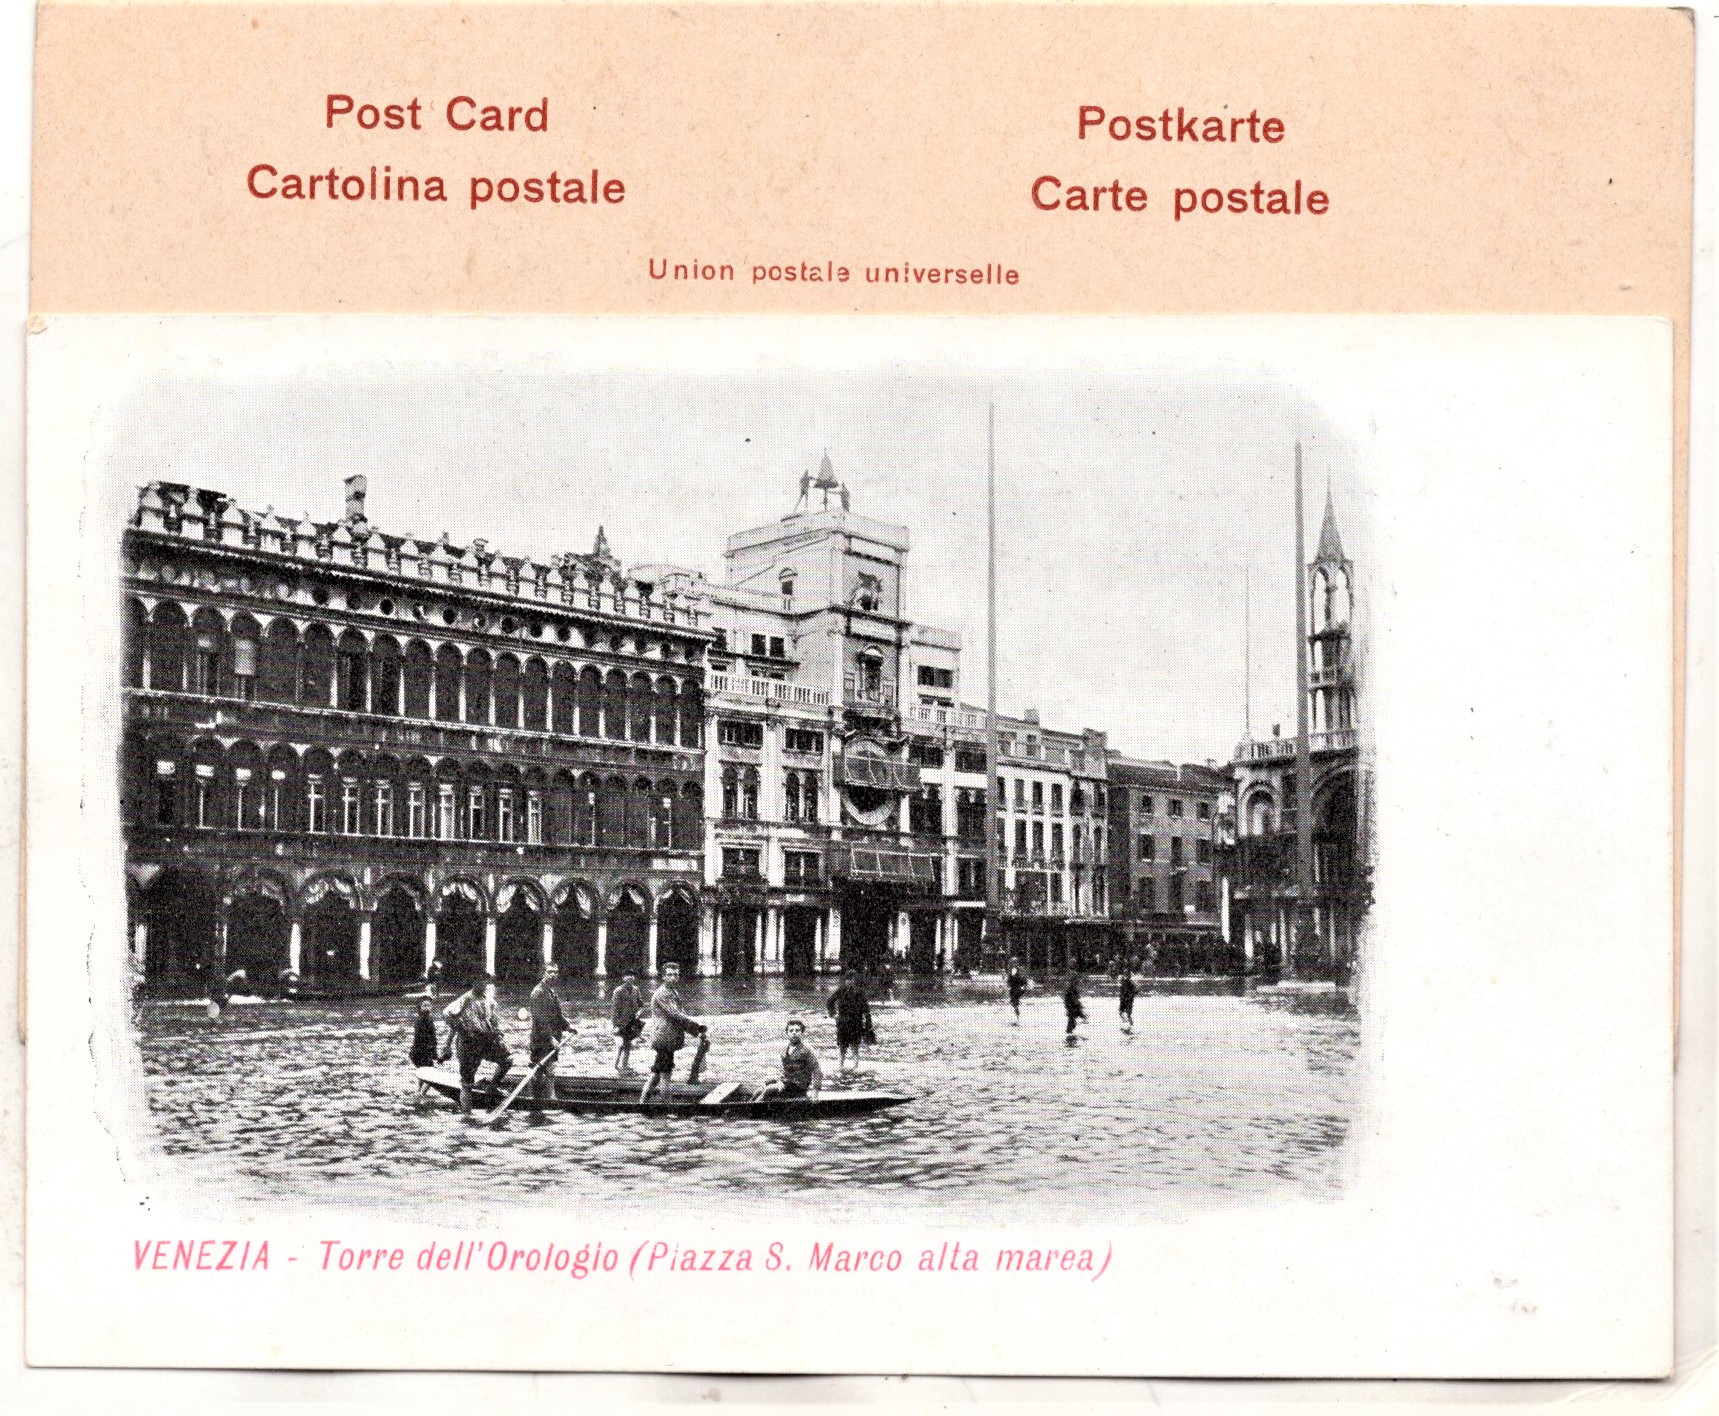 Post Card
Cartolina postale
Postkarte
Carte postale
Union postale universelle
VENEZIA - Torre dell'Orologio (Piazza S. Marco alta marea)